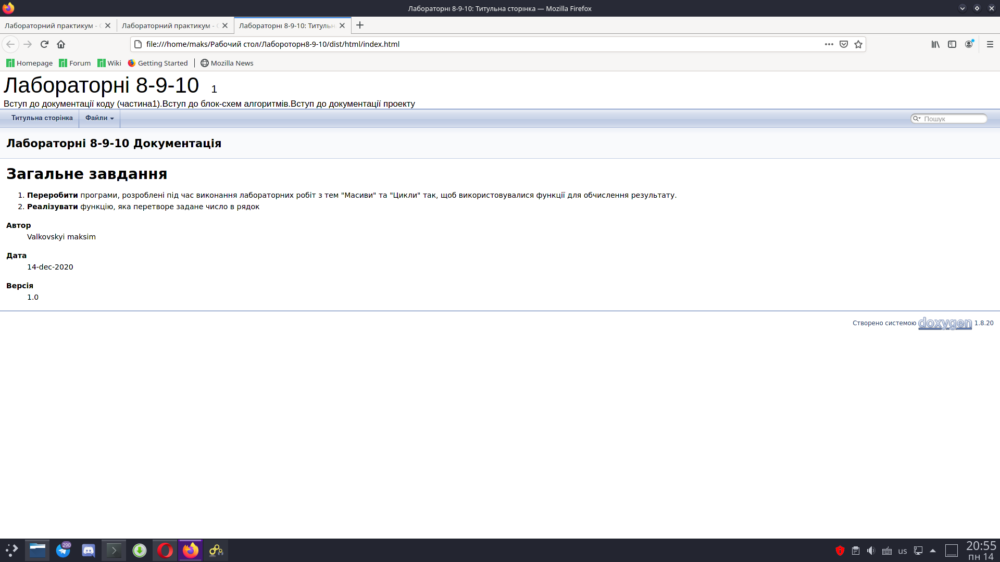 Лабораторні 8-9-10: Титульна сторінка — Mozilla Firefox
Лабораторний практикум -
Лабораторний практикум -
Лабораторні 8-9-10: Титульн
file:///home/maks/Рабочий стол/Лабороторн8-9-10/dist/html/index.html
Homepage Forum Wiki Getting Started Mozilla News
Лабораторні 8-9-10 1
Вступ до документації коду (частина1).Вступ до блок-схем алгоритмів.Вступ до документації проекту
Титульна сторінка Файли Пошук
Лабораторні 8-9-10 Документація
Загальне завдання
1. Переробити програми, розроблені під час виконання лабораторних робіт з тем "Масиви" та "Цикли" так, щоб використовувалися функції для обчислення результату.
2. Реалізувати функцію, яка перетворе задане число в рядок
Автор
Valkovskyi maksim
Дата
14-dec-2020
Версія
1.0
Створено системою doxygen 1.8.20
290
us
20:55
пн 14